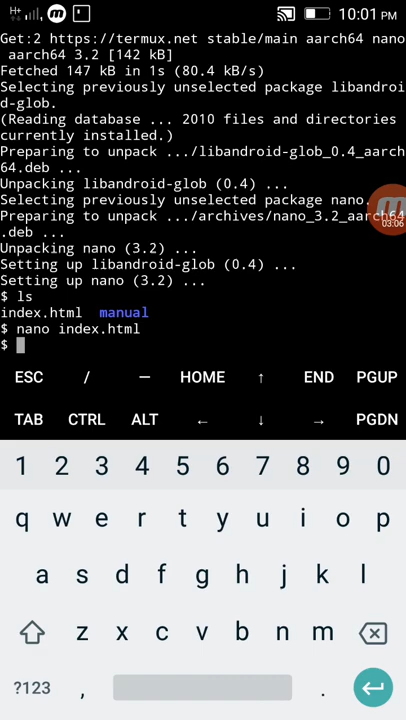 H+ 10:01 PM
Get:2 https://termux.net stable/main aarch64 nano
aarch64 3.2 [142 kB]
Fetched 147 kB in 1s (80.4 kB/s)
Selecting previously unselected package libandroi
d-glob.
(Reading database ... 2010 files and directories
currently installed.)
Preparing to unpack .../libandroid-glob_0.4_aarch
64.deb ...
Unpacking libandroid-glob (0.4) ...
Selecting previously unselected package nano.
Preparing to unpack .../archives/nano_3.2_aarch64
.deb ...
Unpacking nano (3.2) ...
Setting up libandroid-glob (0.4) ...
Setting up nano (3.2) ...
$ ls
index.html manual
$ nano index.html
$
03:06
ESC / — HOME ↑ END PGUP
TAB CTRL ALT ← ↓ → PGDN
1 2 3 4 5 6 7 8 9 0
q w e r t y u i o p
a s d f g h j k l
z x c v b n m
?123 , .